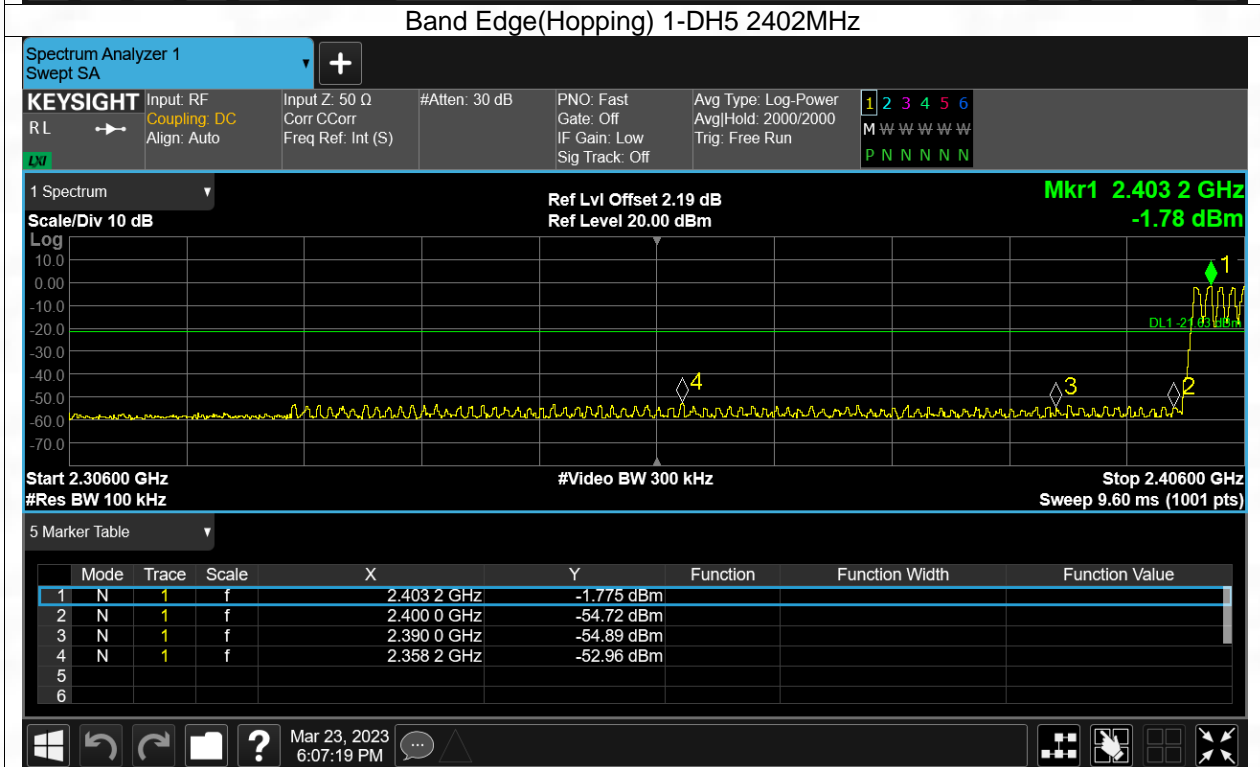 Band Edge(Hopping) 1-DH5 2402MHz
Spectrum Analyzer 1
Swept SA
KEYSIGHT
RL
LXI
Input: RF
Coupling: DC
Align: Auto
Input Z: 50 Ω
Corr CCorr
Freq Ref: Int (S)
#Atten: 30 dB
PNO: Fast
Gate: Off
IF Gain: Low
Sig Track: Off
Avg Type: Log-Power
Avg|Hold: 2000/2000
Trig: Free Run
1 2 3 4 5 6
M W W W W W
P N N N N N
1 Spectrum
Scale/Div 10 dB
Ref Lvl Offset 2.19 dB
Ref Level 20.00 dBm
Mkr1 2.403 2 GHz
-1.78 dBm
Log
10.0
0.00
-10.0
-20.0
-30.0
-40.0
-50.0
-60.0
-70.0
1
DL1 -21.63 dBm
4
3
2
Start 2.30600 GHz
#Res BW 100 kHz
#Video BW 300 kHz
Stop 2.40600 GHz
Sweep 9.60 ms (1001 pts)
5 Marker Table
Mode Trace Scale X Y Function Function Width Function Value
1 N 1 f 2.403 2 GHz -1.775 dBm
2 N 1 f 2.400 0 GHz -54.72 dBm
3 N 1 f 2.390 0 GHz -54.89 dBm
4 N 1 f 2.358 2 GHz -52.96 dBm
5
6
?
Mar 23, 2023
6:07:19 PM